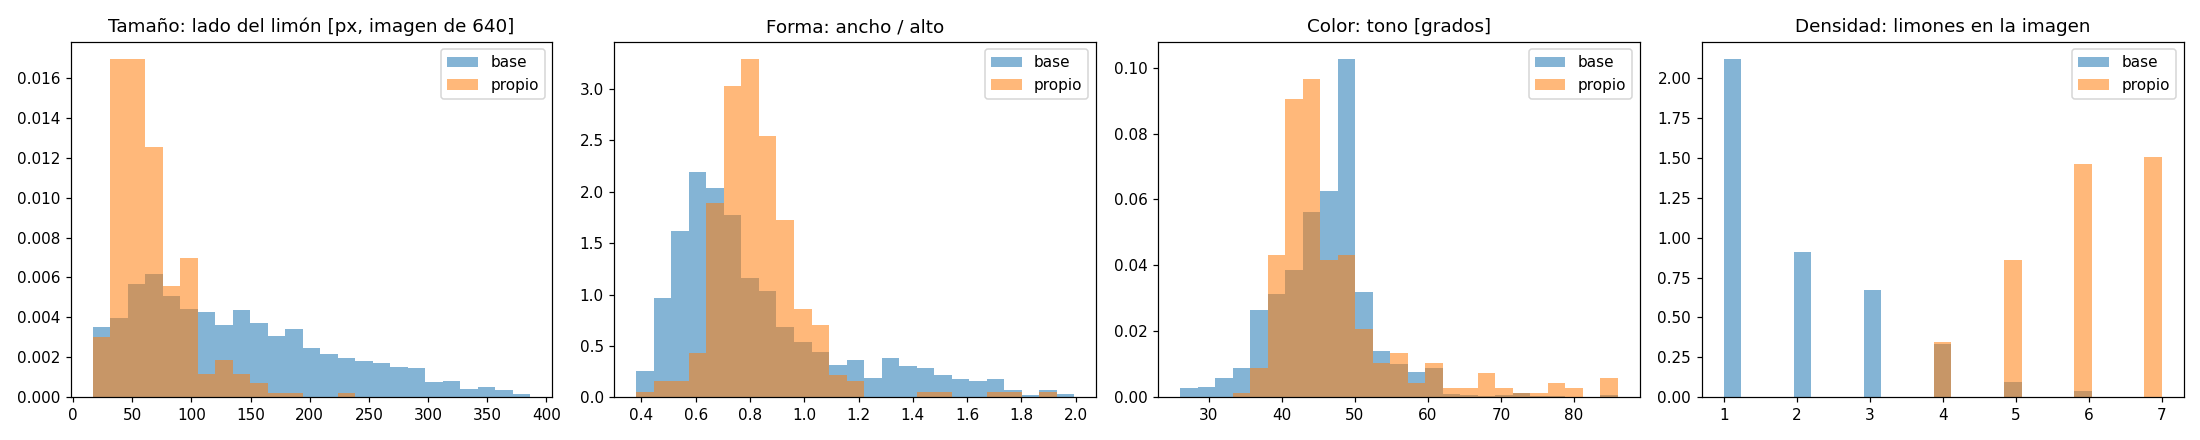 Tamaño: lado del limón [px, imagen de 640]
base
propio
0.016
0.014
0.012
0.010
0.008
0.006
0.004
0.002
0.000
0 50 100 150 200 250 300 350 400
Forma: ancho / alto
base
propio
3.0
2.5
2.0
1.5
1.0
0.5
0.0
0.4 0.6 0.8 1.0 1.2 1.4 1.6 1.8 2.0
Color: tono [grados]
base
propio
0.10
0.08
0.06
0.04
0.02
0.00
30 40 50 60 70 80
Densidad: limones en la imagen
base
propio
2.00
1.75
1.50
1.25
1.00
0.75
0.50
0.25
0.00
1 2 3 4 5 6 7